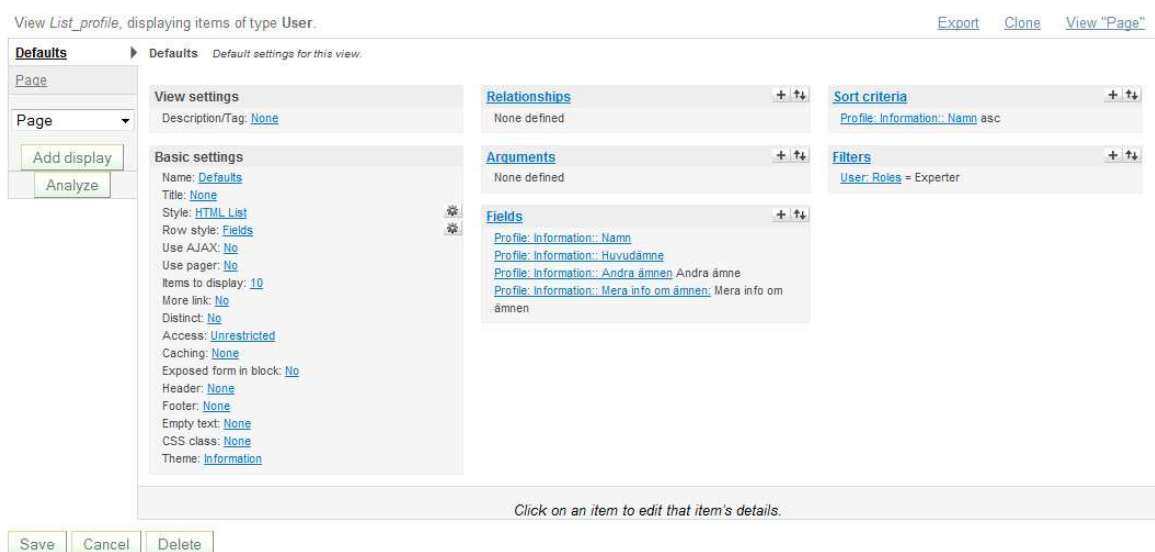 View List_profile, displaying items of type User.
Export Clone View "Page"
Defaults
Page
Page
Add display
Analyze
Defaults Default settings for this view.
View settings
Description/Tag: None
Basic settings
Name: Defaults
Title: None
Style: HTML List
Row style: Fields
Use AJAX: No
Use pager: No
Items to display: 10
More link: No
Distinct: No
Access: Unrestricted
Caching: None
Exposed form in block: No
Header: None
Footer: None
Empty text: None
CSS class: None
Theme: Information
Relationships
None defined
Arguments
None defined
Fields
Profile: Information:: Namn
Profile: Information:: Huvudämne
Profile: Information:: Andra ämnen Andra ämne
Profile: Information:: Mera info om ämnen; Mera info om
ämnen
Sort criteria
Profile: Information:: Namn asc
Filters
User: Roles = Experter
Click on an item to edit that item's details.
Save Cancel Delete